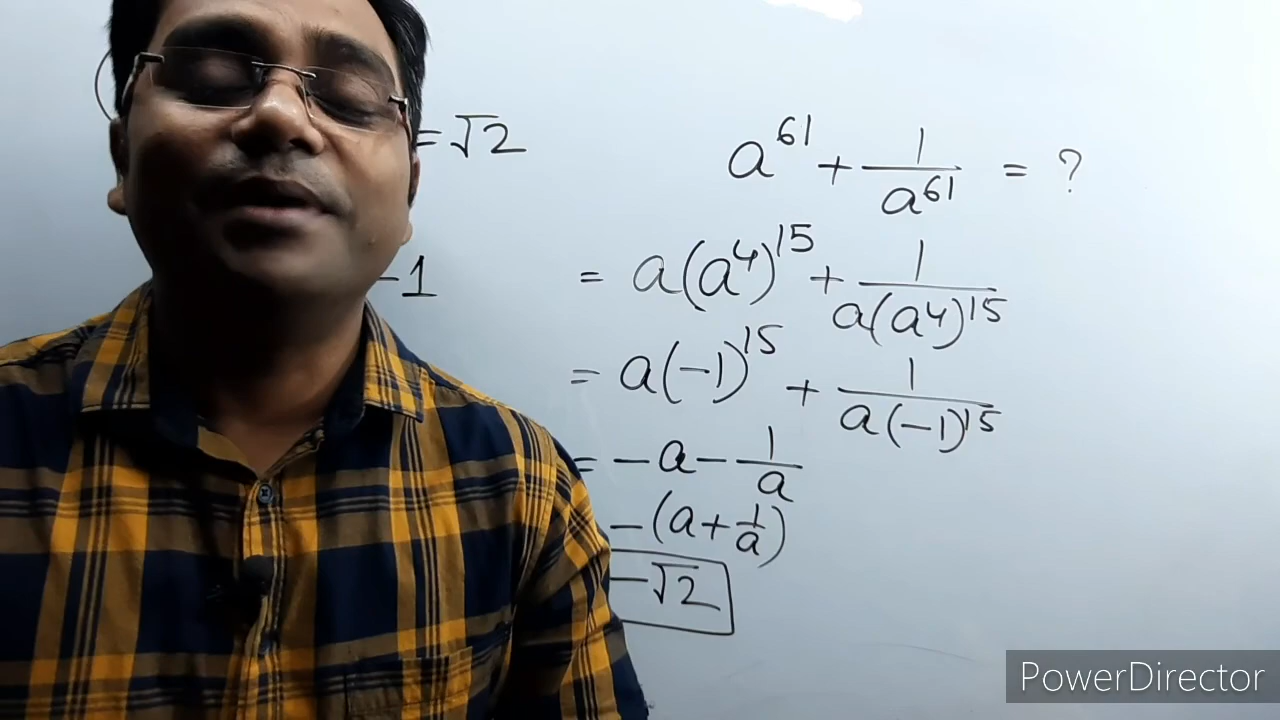 = √2
a^61 + 1/a^61 = ?
-1
= a(a^4)^15 + 1/a(a^4)^15
= a(-1)^15 + 1/a(-1)^15
= -a - 1/a
-(a + 1/a)
-√2
PowerDirector